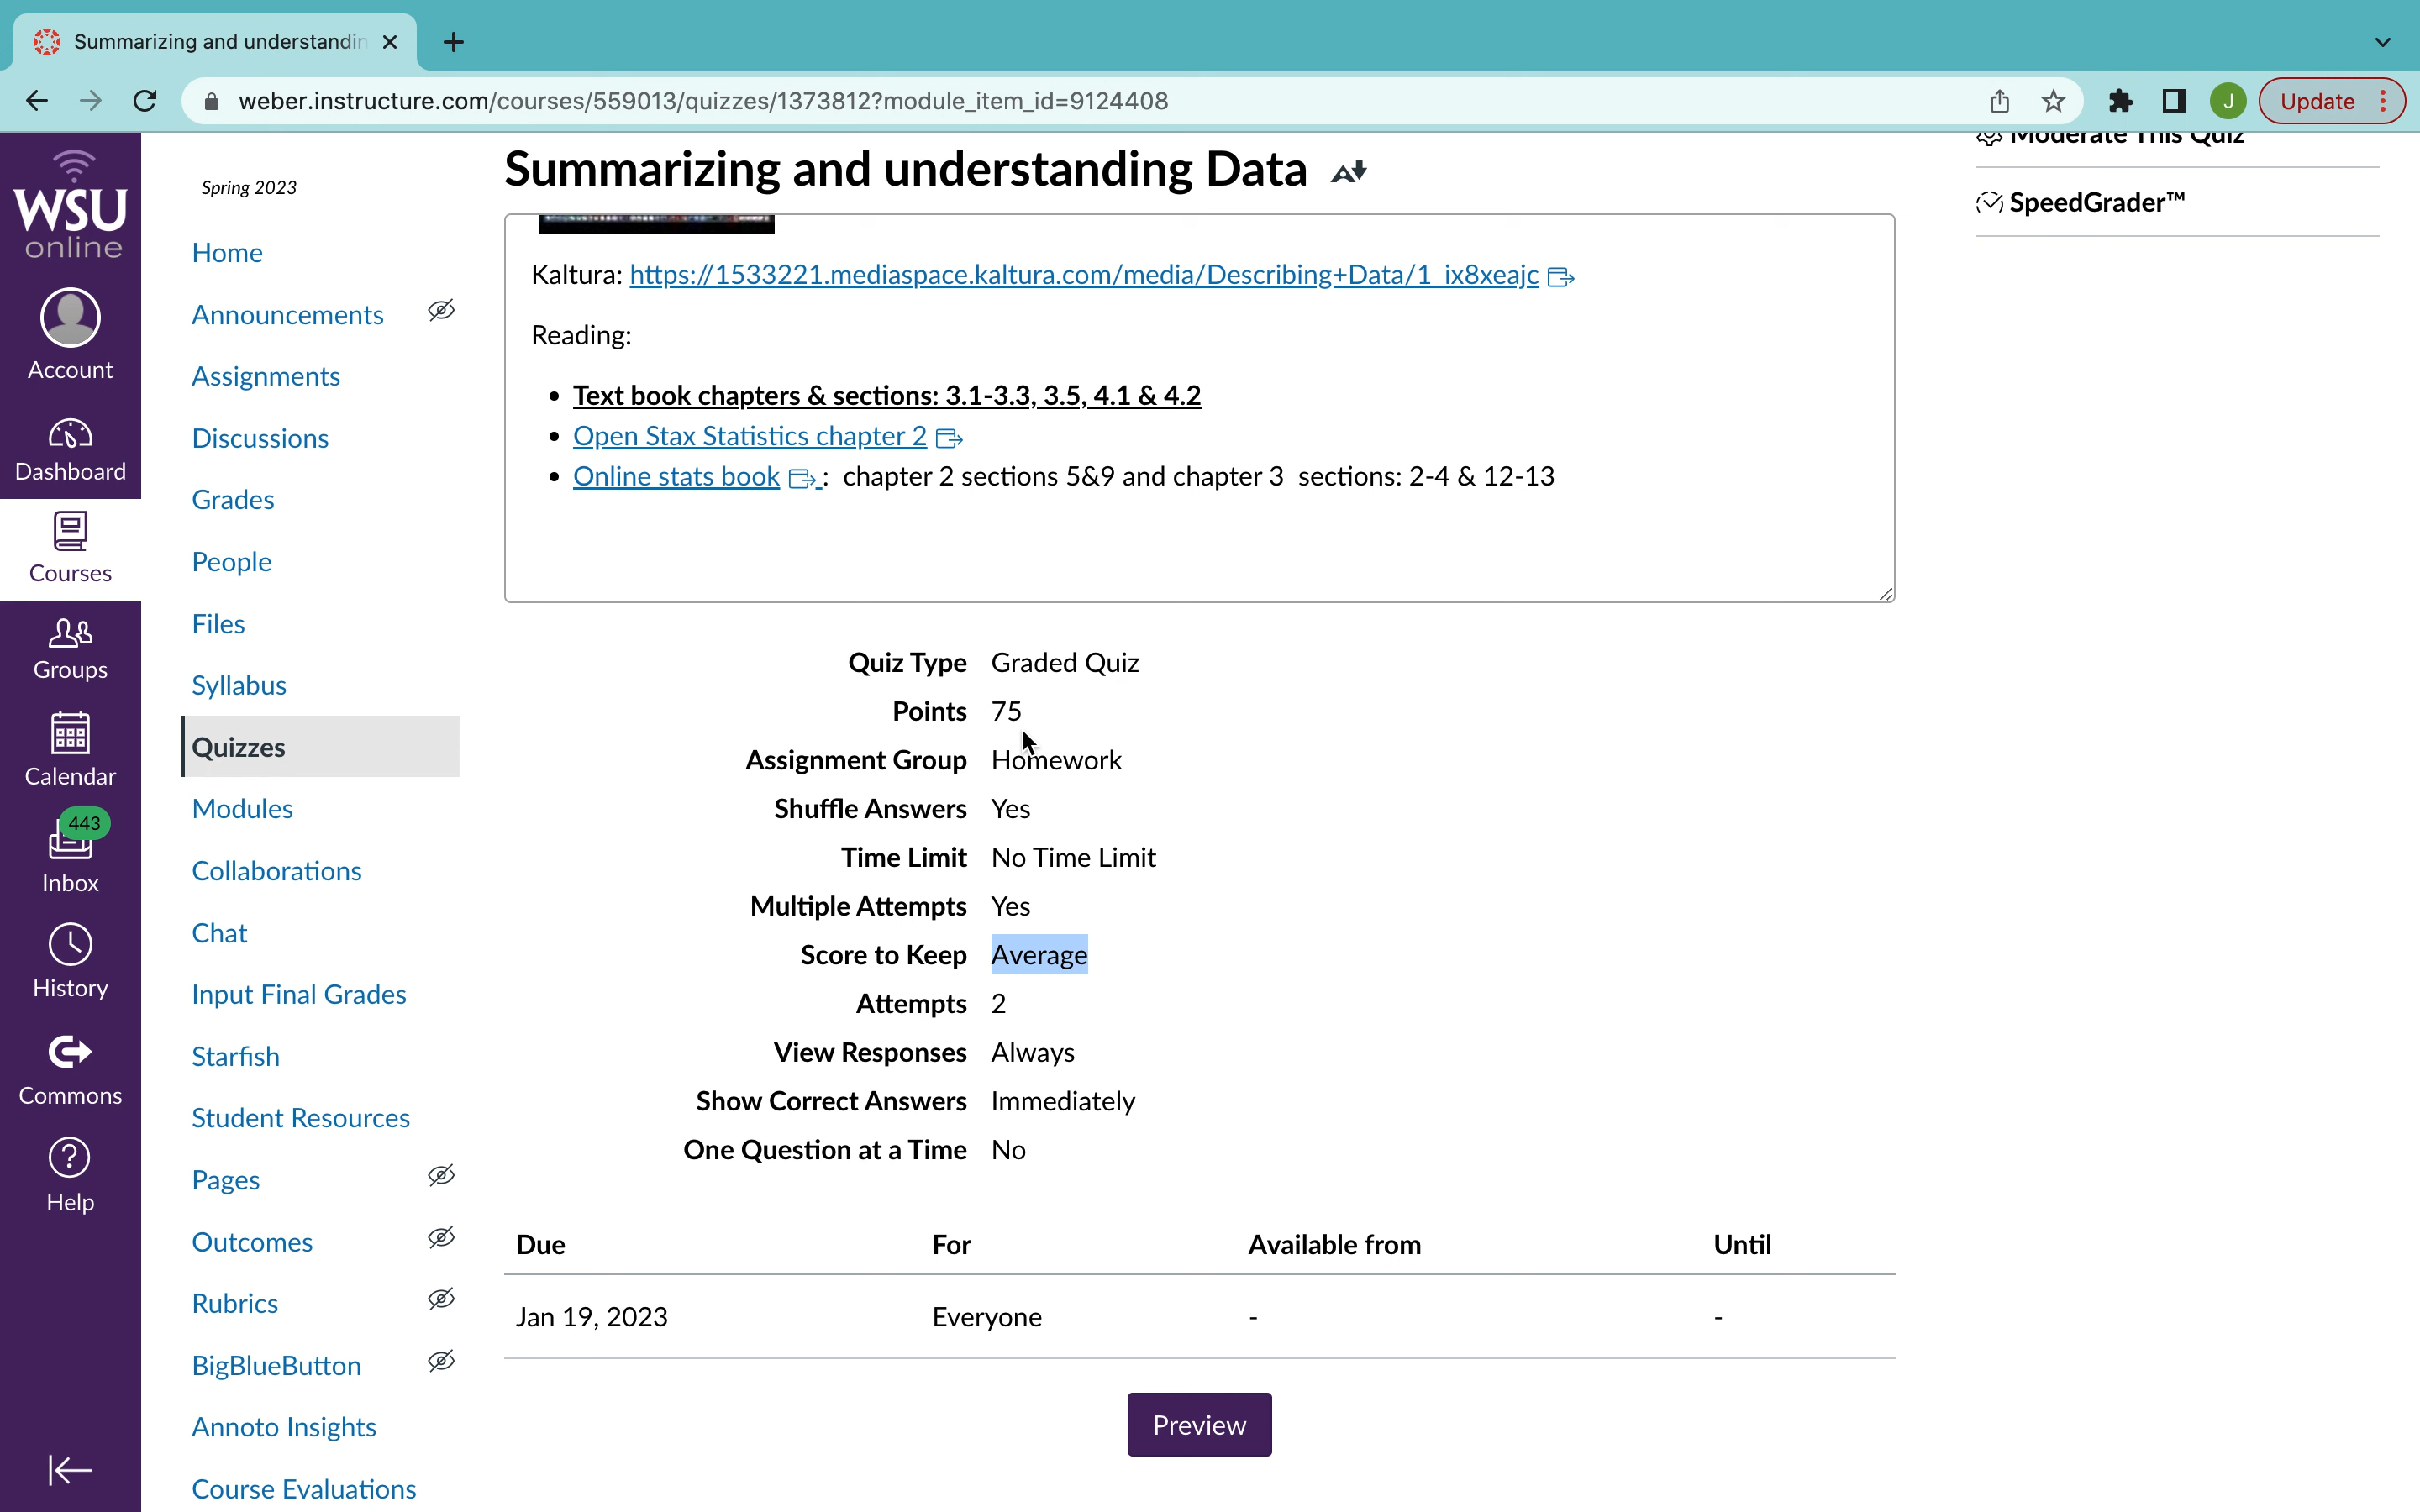 Summarizing and understandin
weber.instructure.com/courses/559013/quizzes/1373812?module_item_id=9124408
J
Update
WSU
online
Account
Dashboard
Courses
Groups
Calendar
443
Inbox
History
Commons
Help
Spring 2023
Home
Announcements
Assignments
Discussions
Grades
People
Files
Syllabus
Quizzes
Modules
Collaborations
Chat
Input Final Grades
Starfish
Student Resources
Pages
Outcomes
Rubrics
BigBlueButton
Annoto Insights
Course Evaluations
Summarizing and understanding Data
Kaltura: https://1533221.mediaspace.kaltura.com/media/Describing+Data/1_ix8xeajc
Reading:
• Text book chapters & sections: 3.1-3.3, 3.5, 4.1 & 4.2
• Open Stax Statistics chapter 2
• Online stats book : chapter 2 sections 5&9 and chapter 3 sections: 2-4 & 12-13
Quiz Type Graded Quiz
Points 75
Assignment Group Homework
Shuffle Answers Yes
Time Limit No Time Limit
Multiple Attempts Yes
Score to Keep Average
Attempts 2
View Responses Always
Show Correct Answers Immediately
One Question at a Time No
Due For Available from Until
Jan 19, 2023 Everyone - -
Preview
Moderate This Quiz
SpeedGrader™